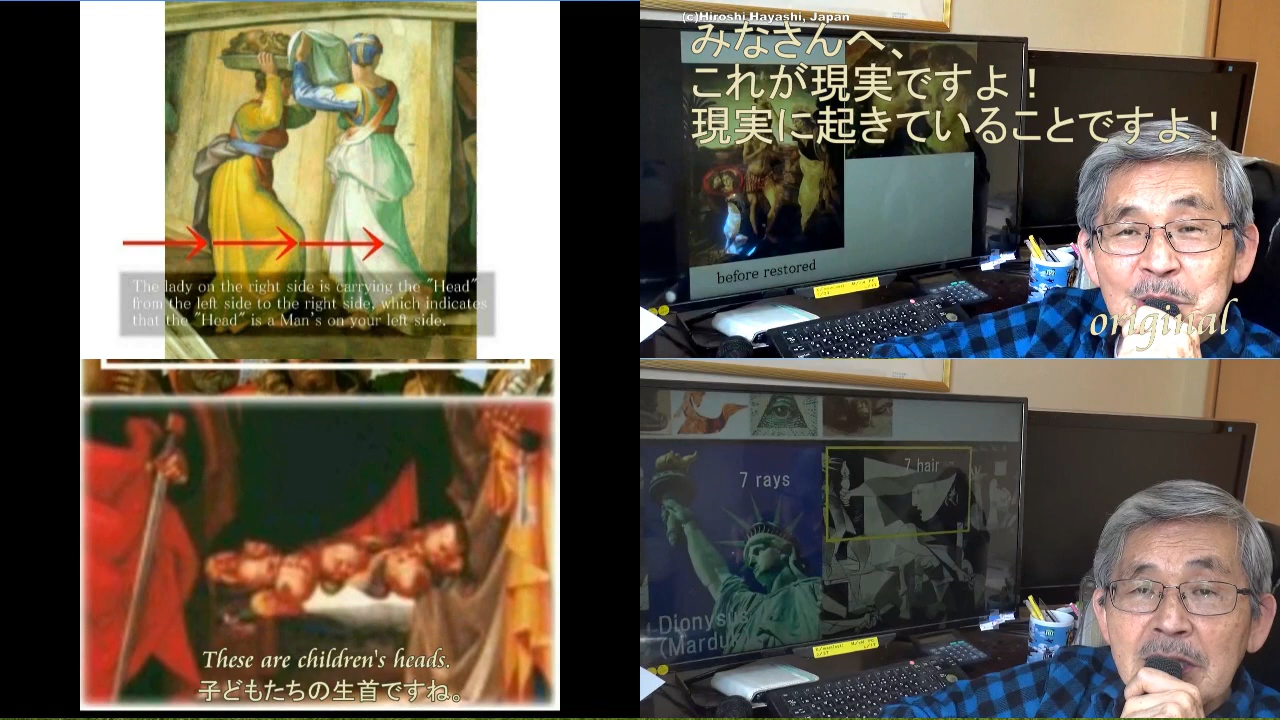 The lady on the right side is carrying the "Head"
from the left side to the right side, which indicates
that the "Head" is a Man's on your left side.
(c)Hiroshi Hayashi, Japan
みなさんへ、
これが現実ですよ！
現実に起きていることですよ！
before restored
original
These are children's heads.
子どもたちの生首ですね。
7 rays
7 hair
Dionysus
(Mardu